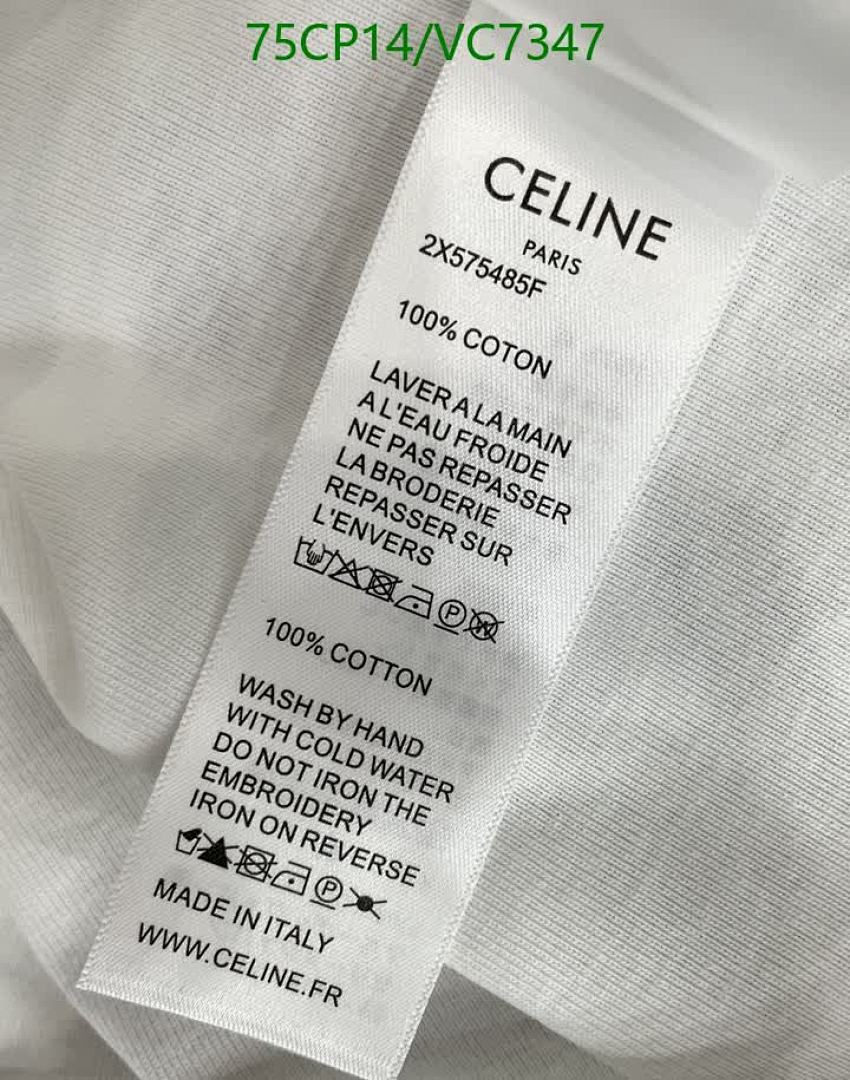 75CP14/VC7347
CELINE
PARIS
2X575485F
100% COTON
LAVER A LA MAIN
A L'EAU FROIDE
NE PAS REPASSER
LA BRODERIE
REPASSER SUR
L'ENVERS
P W
100% COTTON
WASH BY HAND
WITH COLD WATER
DO NOT IRON THE
EMBROIDERY
IRON ON REVERSE
P
MADE IN ITALY
WWW.CELINE.FR